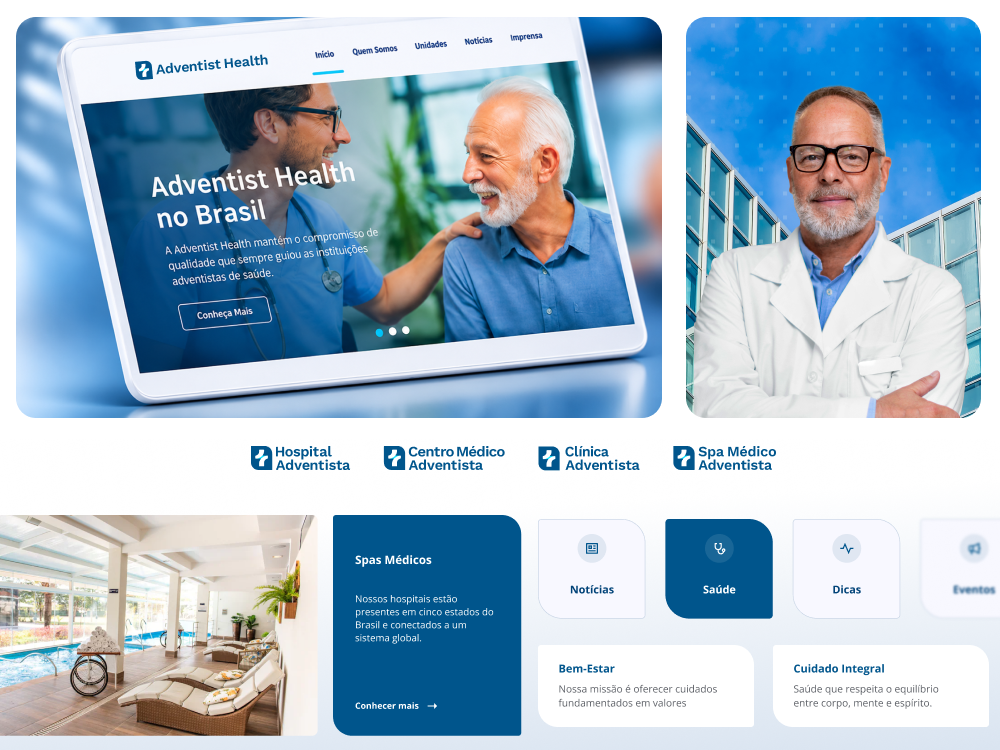 Adventist Health
Início
Quem Somos
Unidades
Notícias
Imprensa
Adventist Health
no Brasil
A Adventist Health mantém o compromisso de
qualidade que sempre guiou as instituições
adventistas de saúde.
Conheça Mais
Hospital
Adventista
Centro Médico
Adventista
Clínica
Adventista
Spa Médico
Adventista
Spas Médicos
Nossos hospitais estão
presentes em cinco estados do
Brasil e conectados a um
sistema global.
Conhecer mais
Notícias
Saúde
Dicas
Eventos
Bem-Estar
Nossa missão é oferecer cuidados
fundamentados em valores
Cuidado Integral
Saúde que respeita o equilíbrio
entre corpo, mente e espírito.